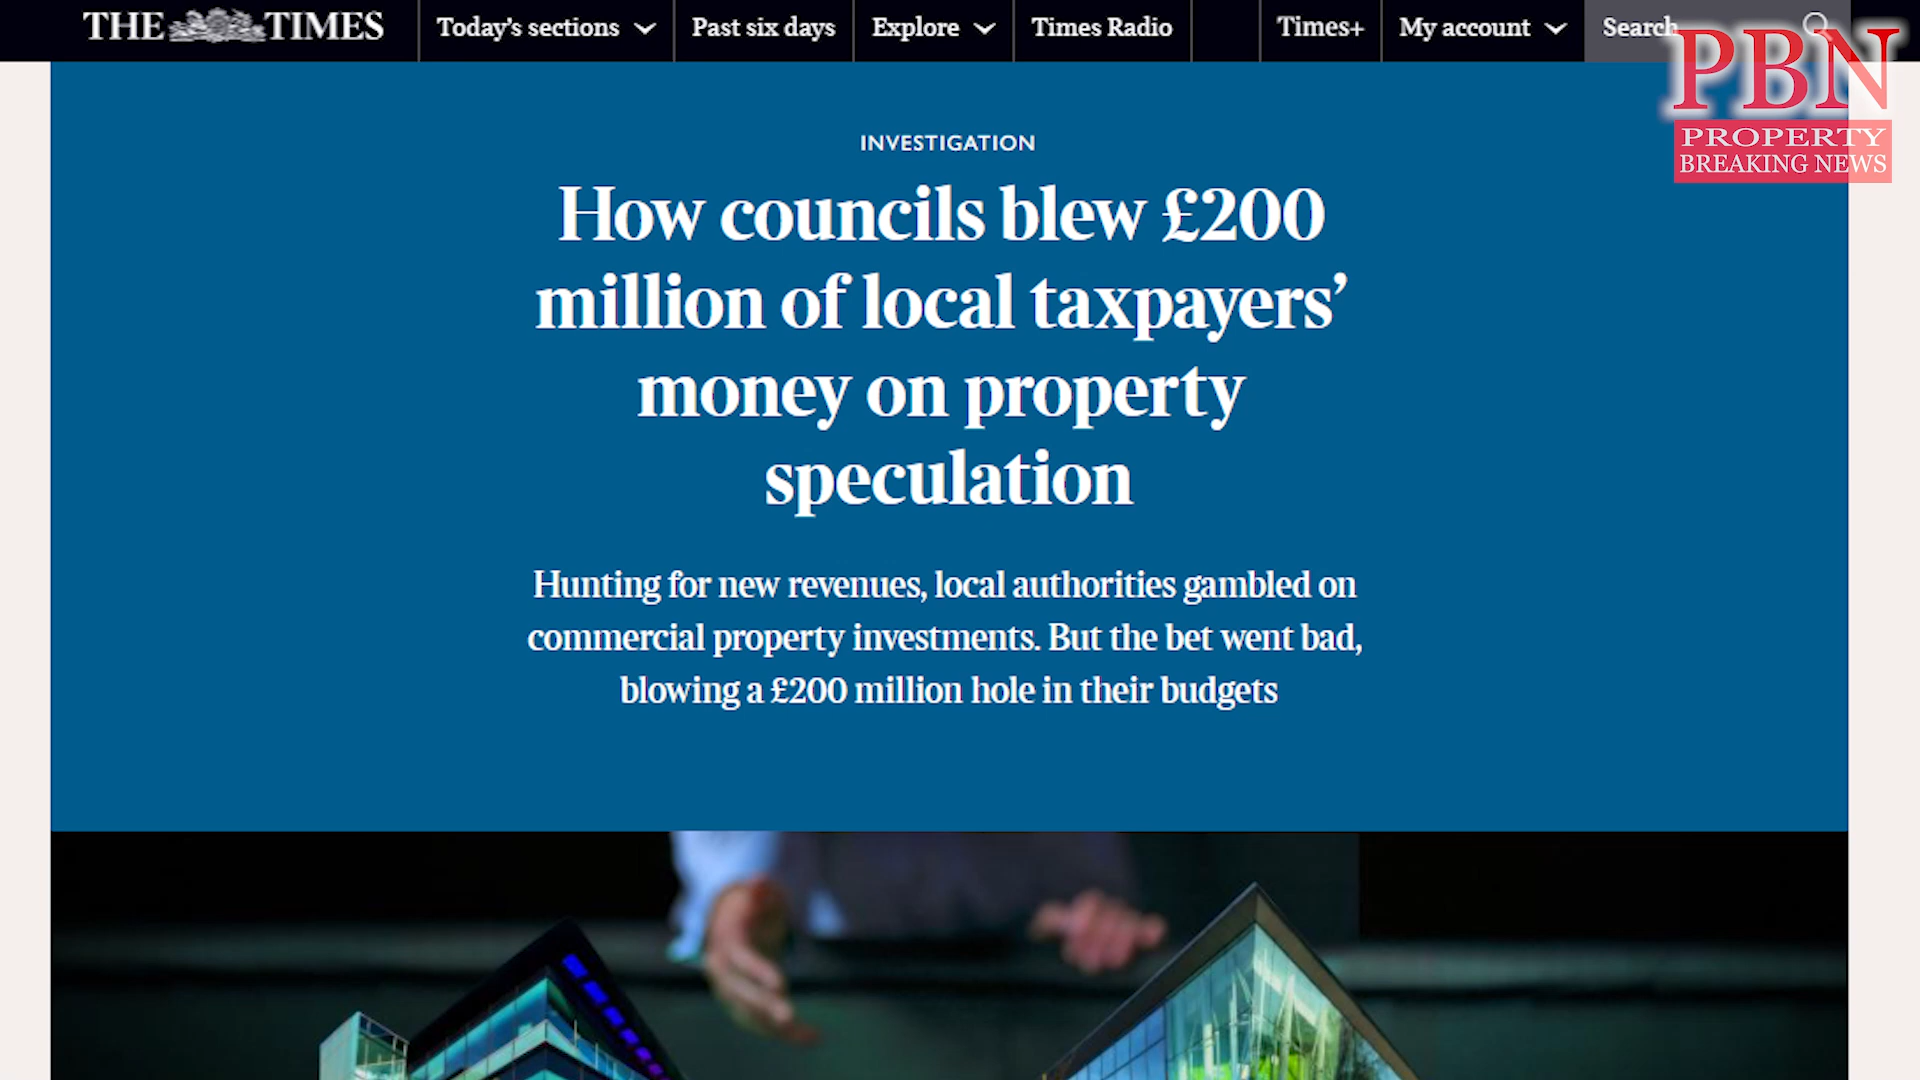 THE TIMES
Today’s sections
Past six days
Explore
Times Radio
Times+
My account
Search
PBN
PROPERTY
BREAKING NEWS
INVESTIGATION
How councils blew £200
million of local taxpayers’
money on property
speculation
Hunting for new revenues, local authorities gambled on
commercial property investments. But the bet went bad,
blowing a £200 million hole in their budgets